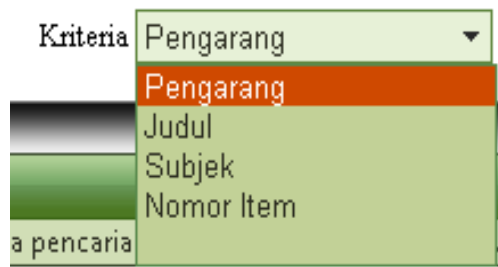 Kriteria Pengarang
Pengarang
Judul
Subjek
Nomor Item
a pencaria